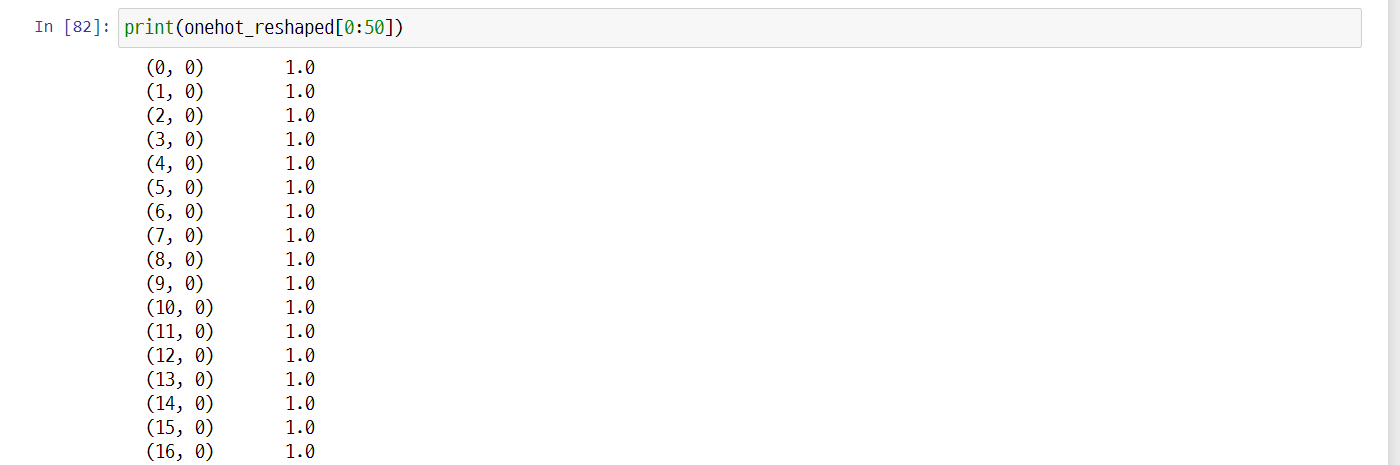 In [82]: print(onehot_reshaped[0:50])
(0, 0) 1.0
(1, 0) 1.0
(2, 0) 1.0
(3, 0) 1.0
(4, 0) 1.0
(5, 0) 1.0
(6, 0) 1.0
(7, 0) 1.0
(8, 0) 1.0
(9, 0) 1.0
(10, 0) 1.0
(11, 0) 1.0
(12, 0) 1.0
(13, 0) 1.0
(14, 0) 1.0
(15, 0) 1.0
(16, 0) 1.0